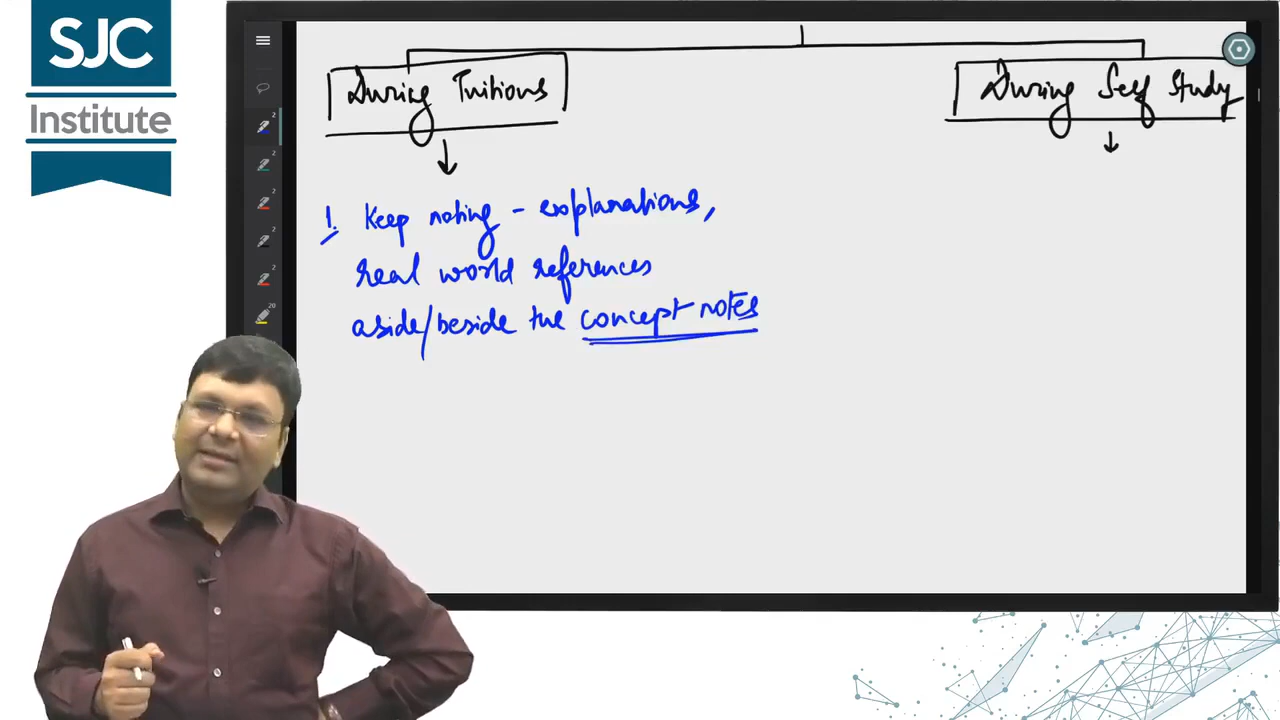 SJC
Institute
During Tuitions
During Self Study
1. Keep noting - explanations,
real world references
aside/beside the concept notes